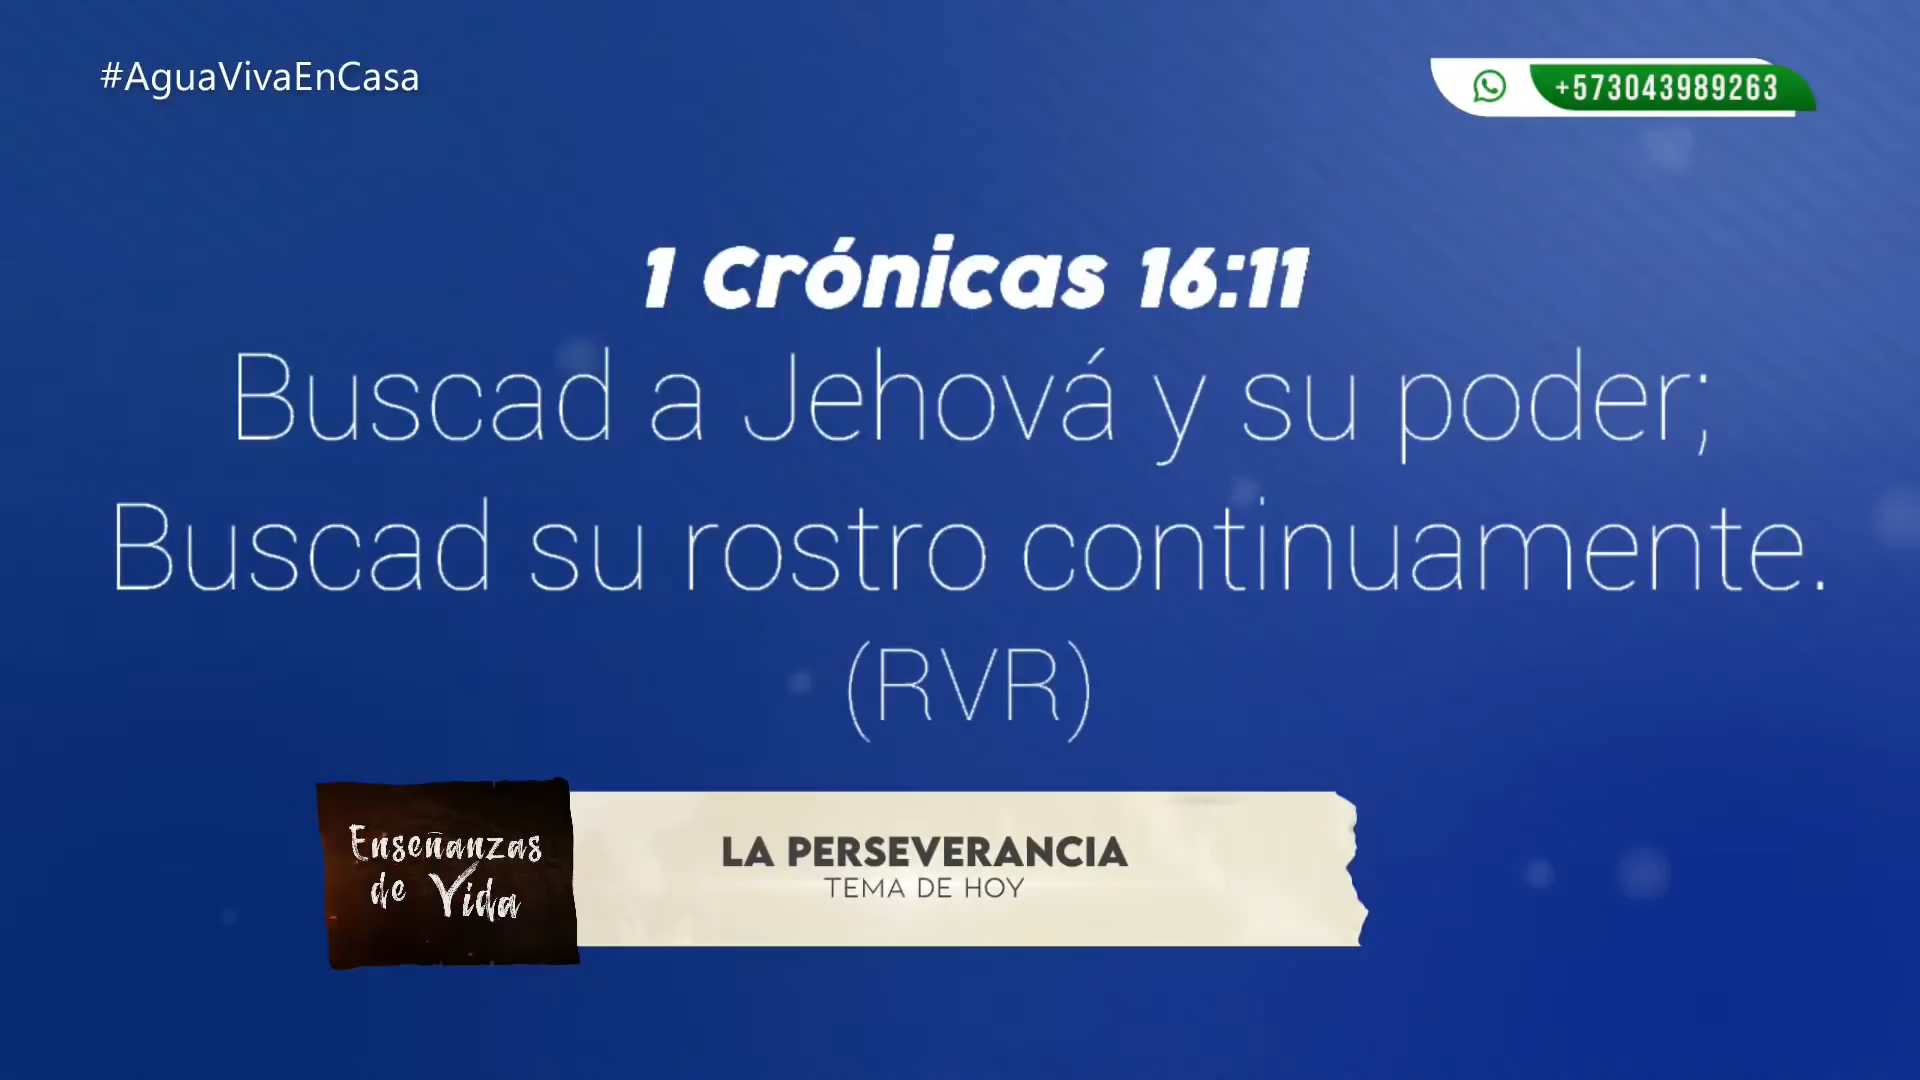 #AguaVivaEnCasa
+573043989263
1 Crónicas 16:11
Buscad a Jehová y su poder;
Buscad su rostro continuamente.
(RVR)
Enseñanzas
de Vida
LA PERSEVERANCIA
TEMA DE HOY